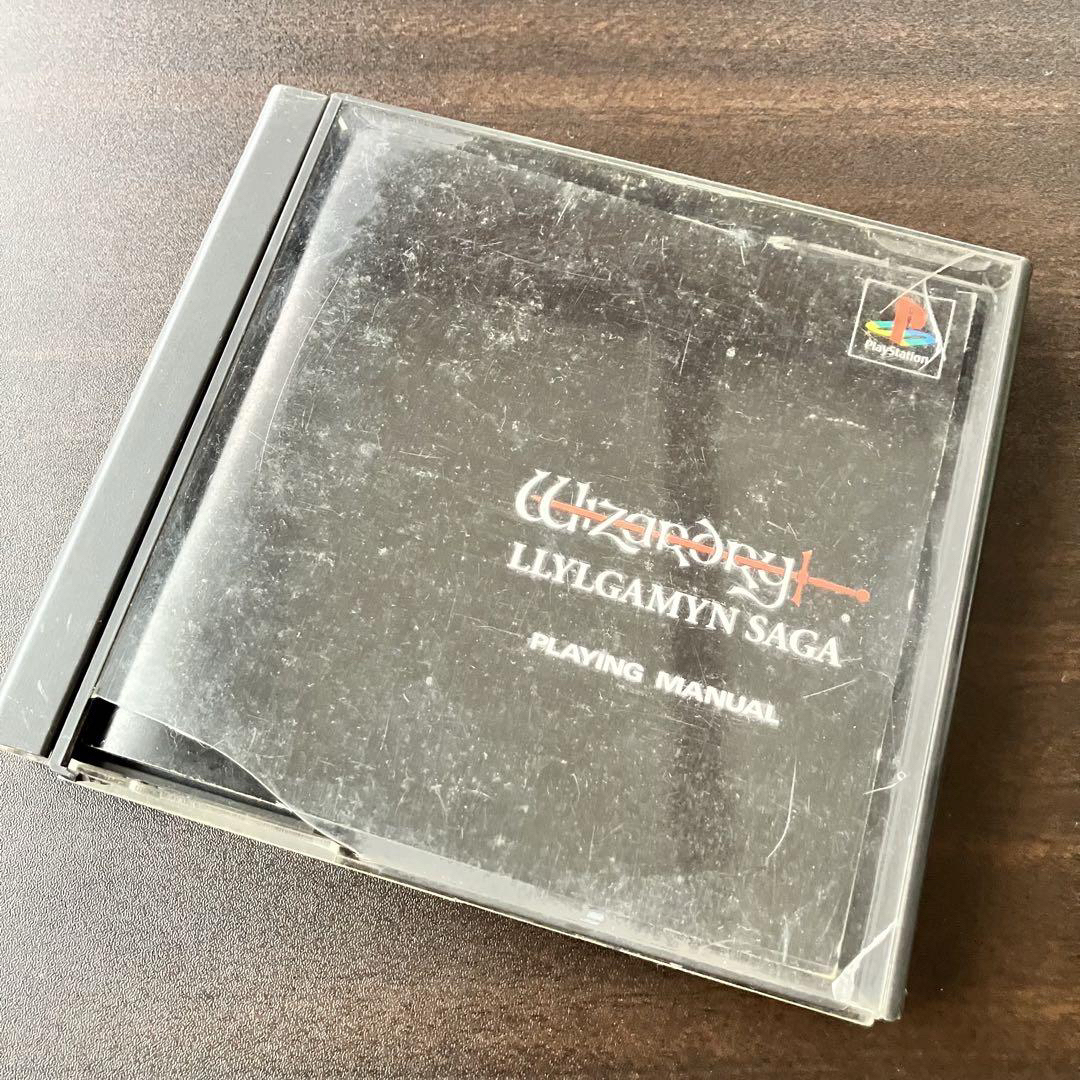 PlayStation
Wizardry
LLYLGAMYN SAGA
PLAYING MANUAL